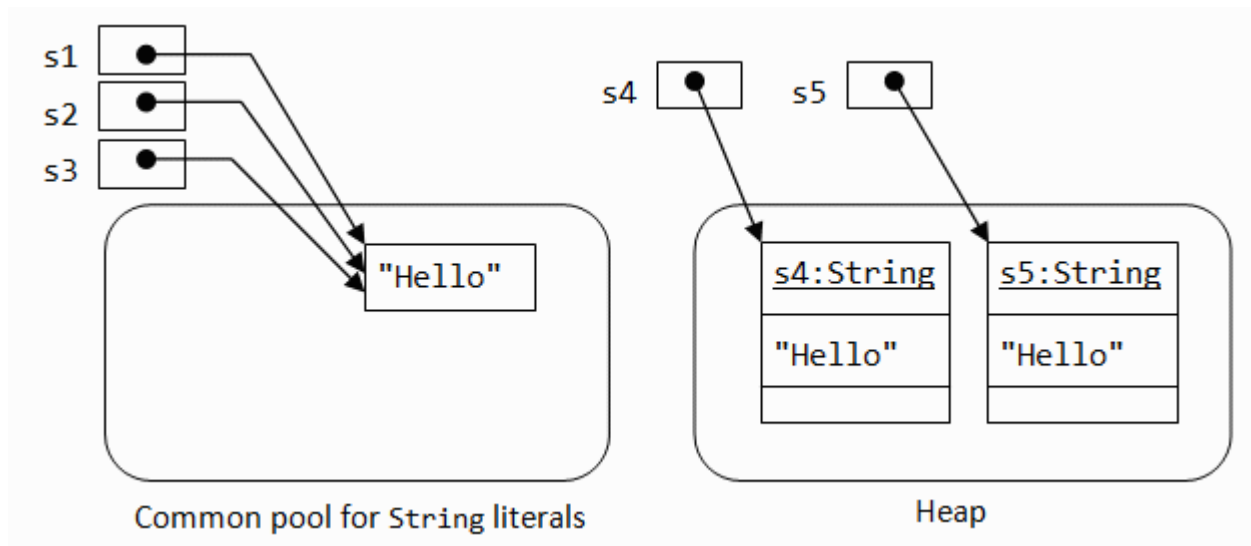 s1
s2
s3
"Hello"
Common pool for String literals
s4
s5
s4:String
"Hello"
s5:String
"Hello"
Heap